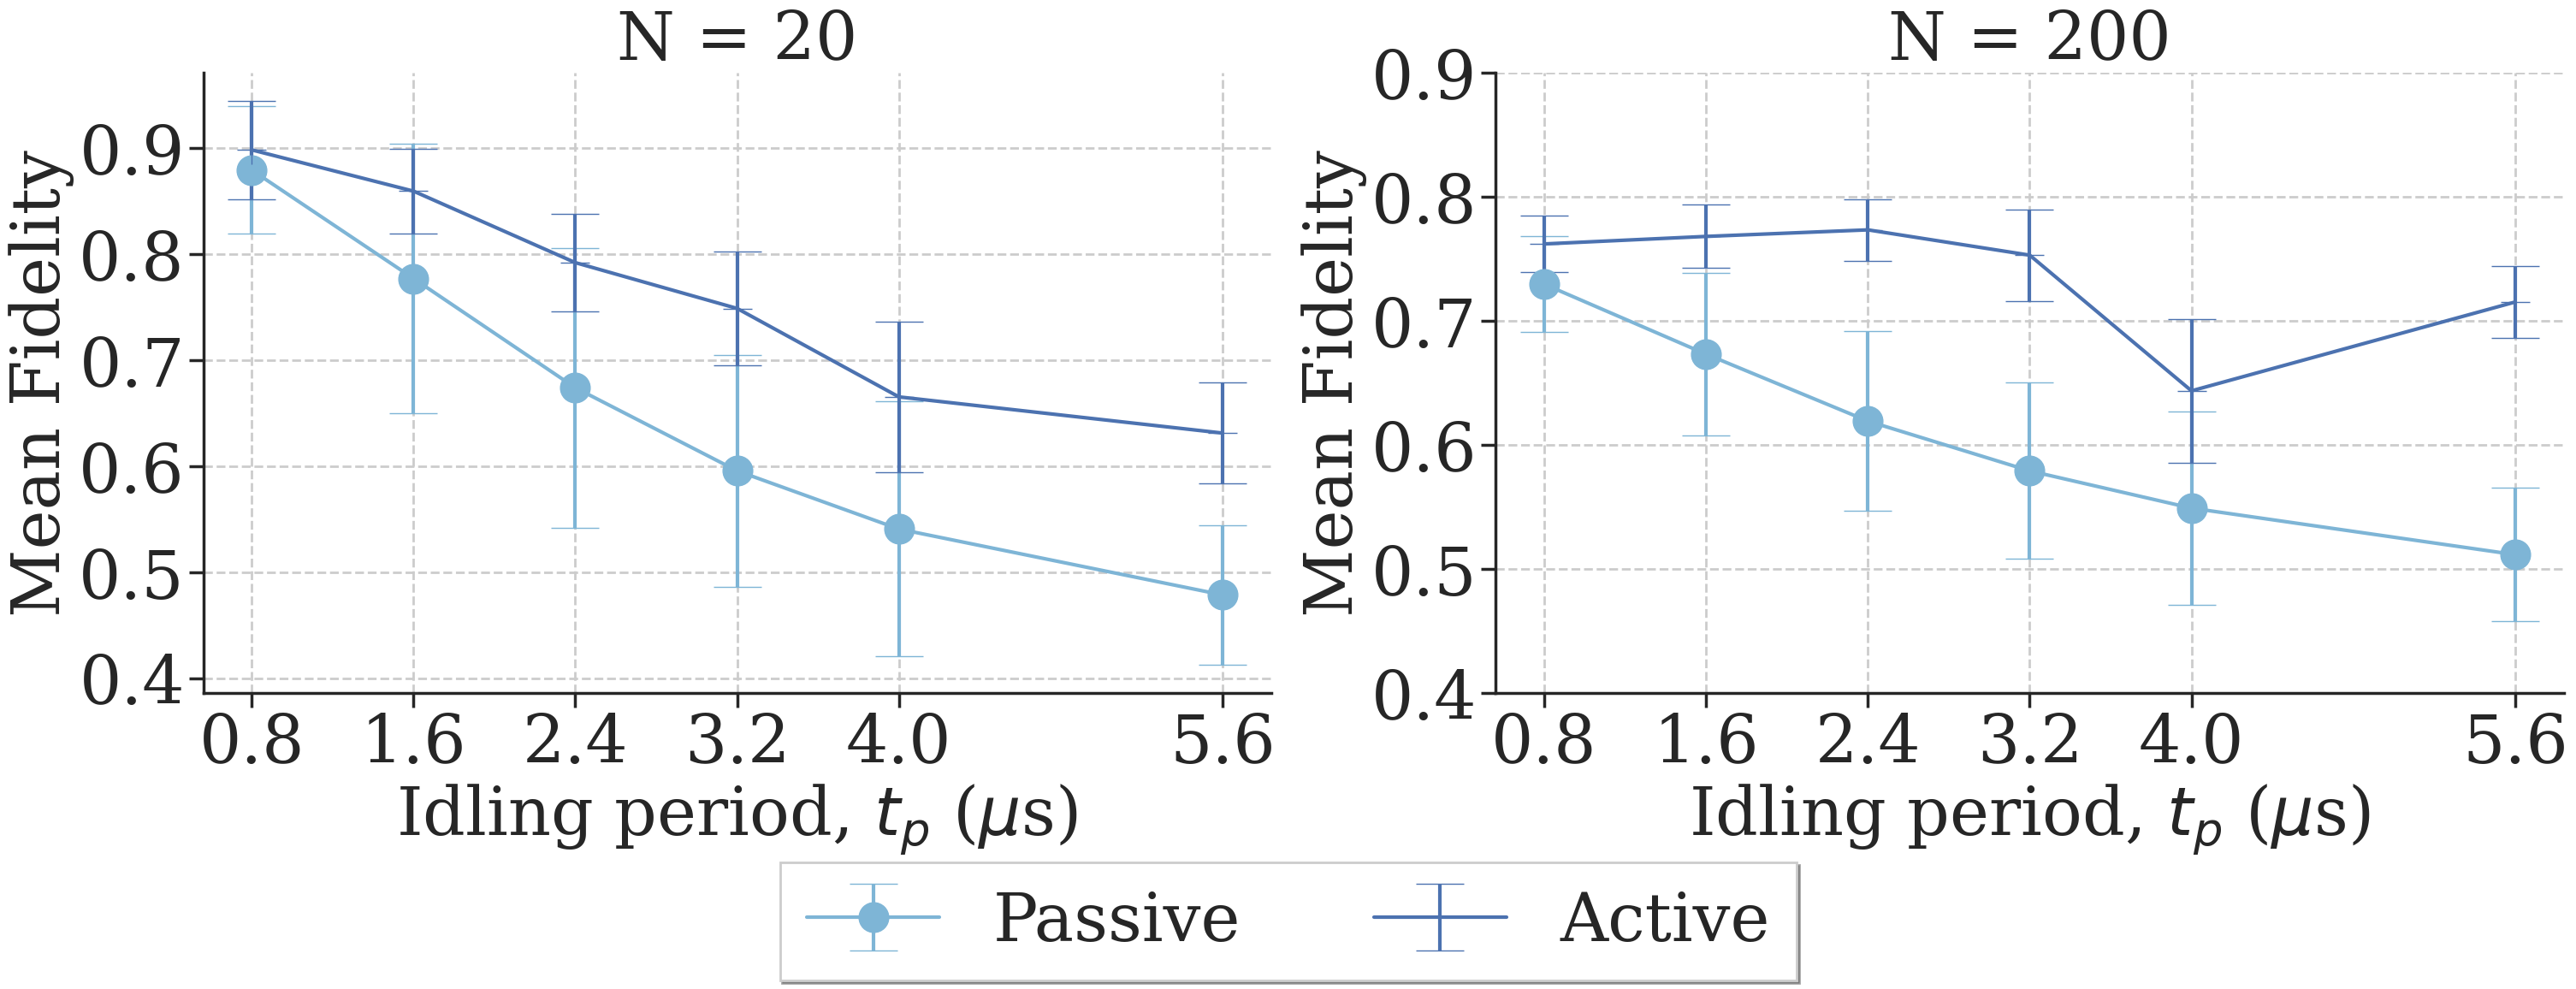 N = 20
Mean Fidelity
0.9
0.8
0.7
0.6
0.5
0.4
0.8 1.6 2.4 3.2 4.0 5.6
Idling period, tp (μs)
N = 200
Mean Fidelity
0.9
0.8
0.7
0.6
0.5
0.4
0.8 1.6 2.4 3.2 4.0 5.6
Idling period, tp (μs)
Passive Active